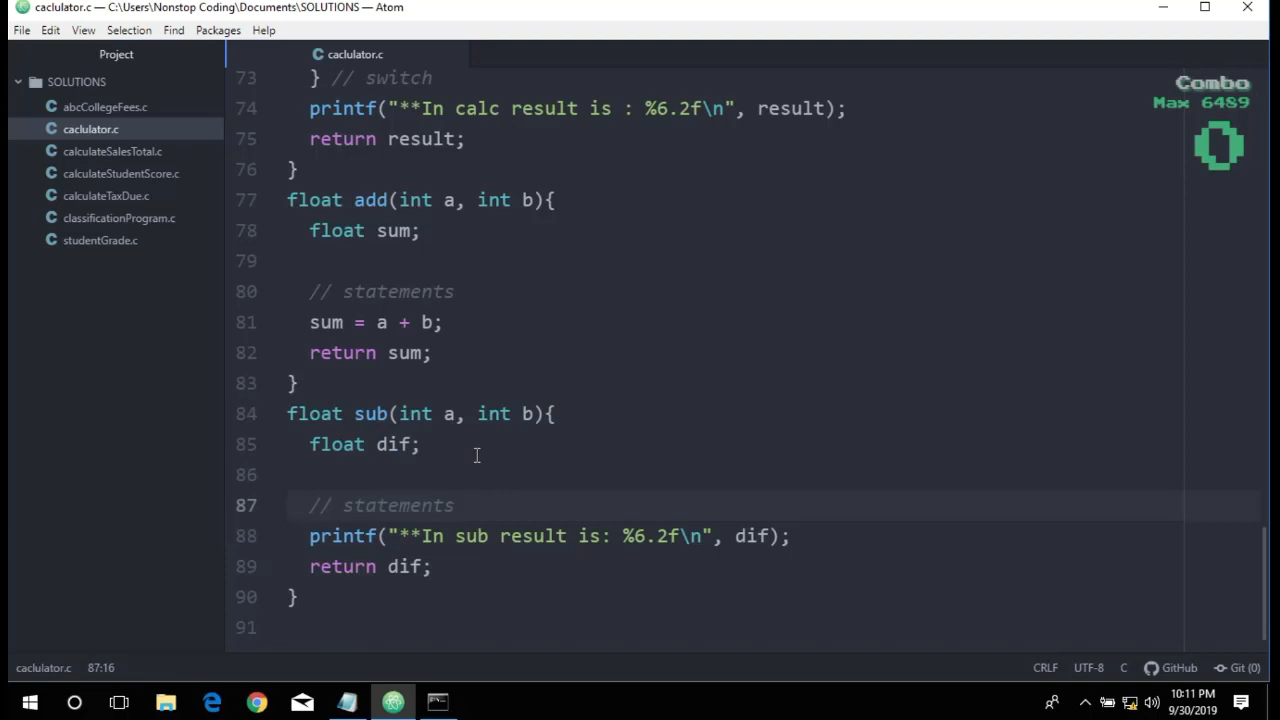 caclulator.c — C:\Users\Nonstop Coding\Documents\SOLUTIONS — Atom
File Edit View Selection Find Packages Help
Project
SOLUTIONS
abcCollegeFees.c
caclulator.c
calculateSalesTotal.c
calculateStudentScore.c
calculateTaxDue.c
classificationProgram.c
studentGrade.c
caclulator.c
Combo
Max 6489
0
73 } // switch
74 printf("**In calc result is : %6.2f\n", result);
75 return result;
76 }
77 float add(int a, int b){
78 float sum;
79
80 // statements
81 sum = a + b;
82 return sum;
83 }
84 float sub(int a, int b){
85 float dif;
86
87 // statements
88 printf("**In sub result is: %6.2f\n", dif);
89 return dif;
90 }
91
caclulator.c 87:16 CRLF UTF-8 C GitHub Git (0)
10:11 PM
9/30/2019